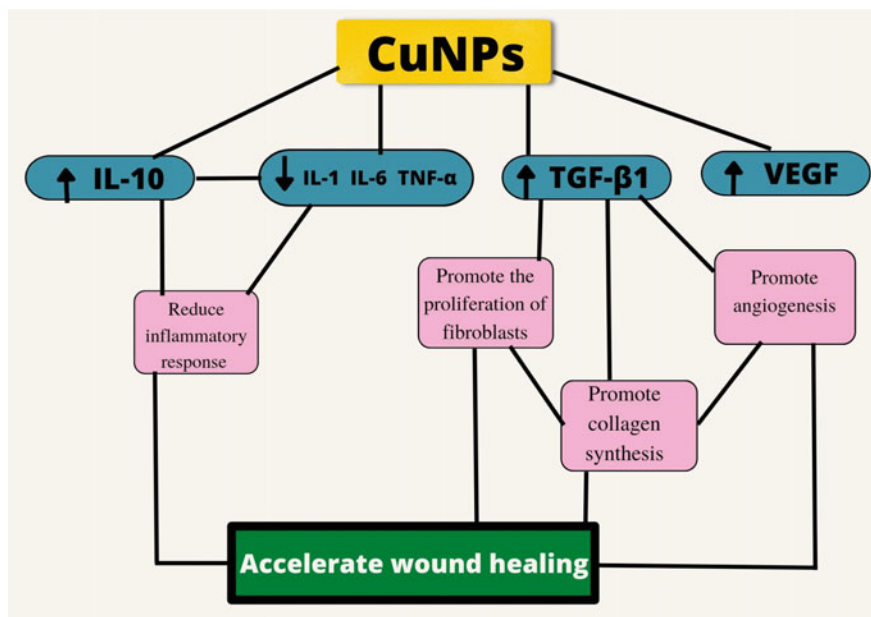 CuNPs
↑ IL-10
↓ IL-1 IL-6 TNF-α
↑ TGF-β1
↑ VEGF
Reduce
inflammatory
response
Promote the
proliferation of
fibroblasts
Promote
angiogenesis
Promote
collagen
synthesis
Accelerate wound healing